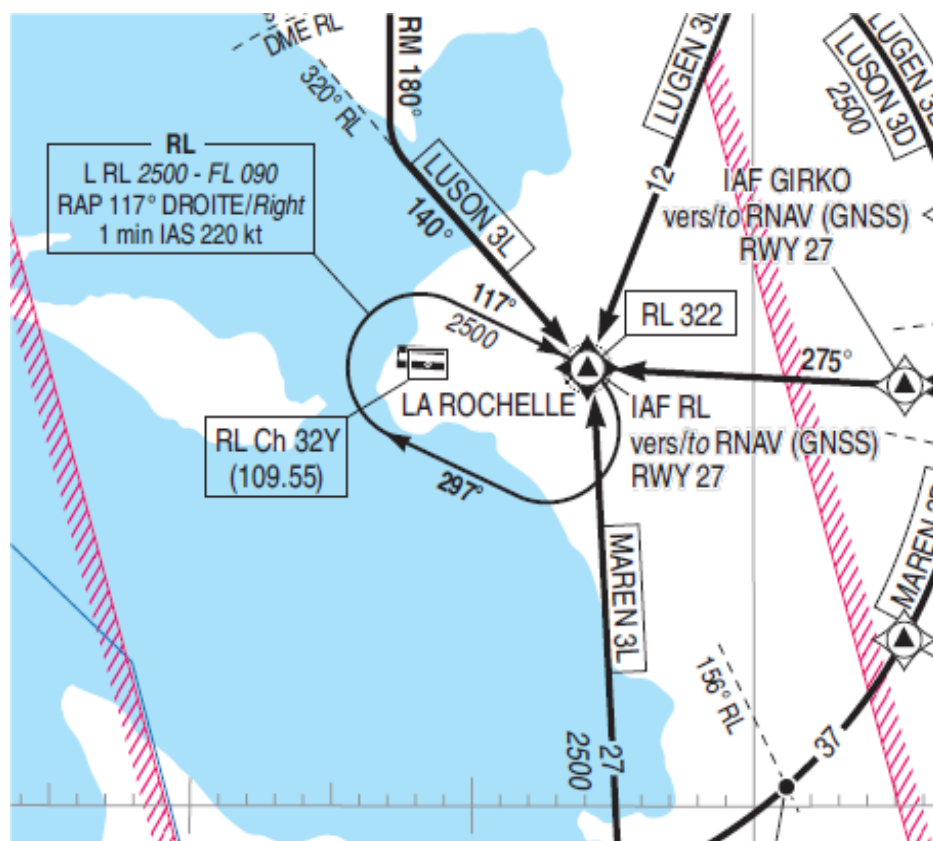 DME RL
320° RL
RM 180°
LUGEN 3L
12
LUSON 3L
140°
LUSON 3D
2500
RL
L RL 2500 - FL 090
RAP 117° DROITE/Right
1 min IAS 220 kt
IAF GIRKO
vers/to RNAV (GNSS)
RWY 27
117°
2500
RL 322
275°
LA ROCHELLE
IAF RL
vers/to RNAV (GNSS)
RWY 27
RL Ch 32Y
(109.55)
297°
MAREN 3L
27
2500
156° RL
MAREN
37